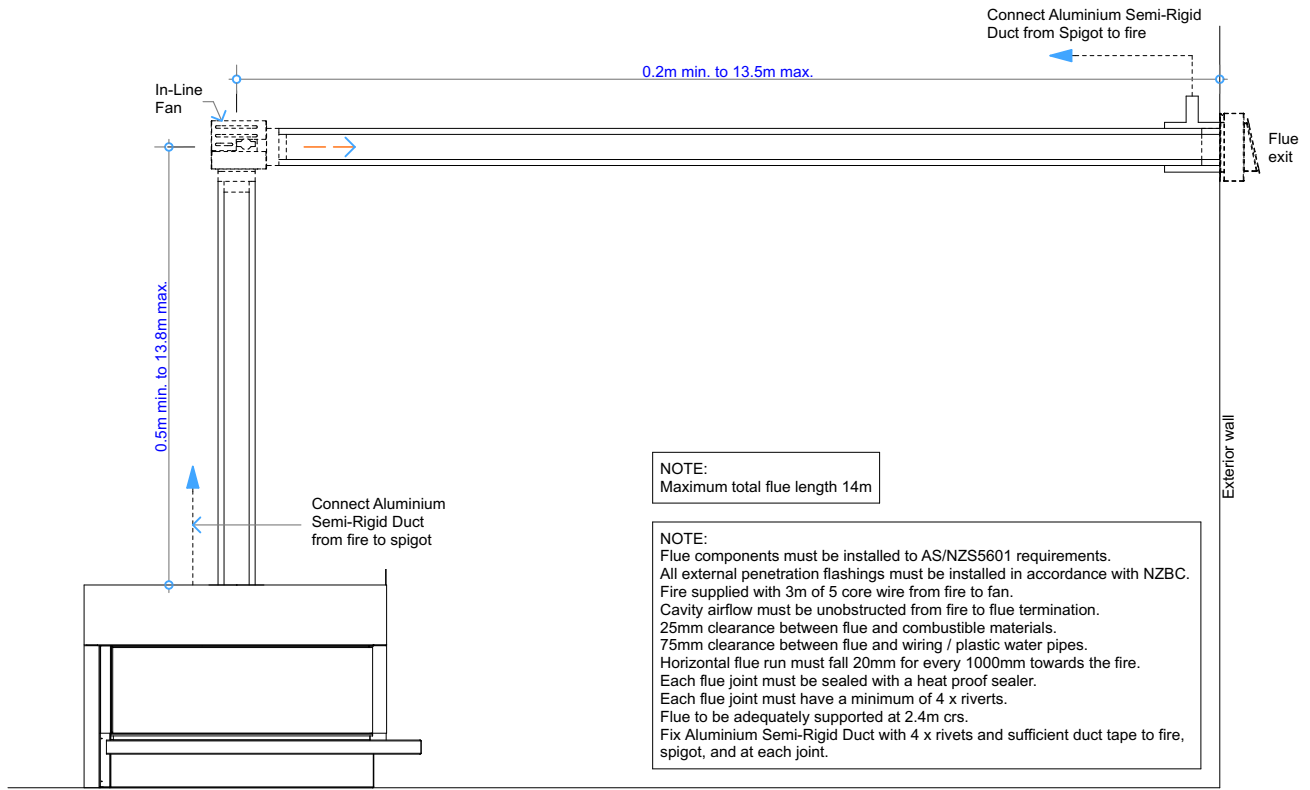 Connect Aluminium Semi-Rigid
Duct from Spigot to fire
0.2m min. to 13.5m max.
In-Line
Fan
Flue
exit
0.5m min. to 13.8m max.
Exterior wall
Connect Aluminium
Semi-Rigid Duct
from fire to spigot
NOTE:
Maximum total flue length 14m
NOTE:
Flue components must be installed to AS/NZS5601 requirements.
All external penetration flashings must be installed in accordance with NZBC.
Fire supplied with 3m of 5 core wire from fire to fan.
Cavity airflow must be unobstructed from fire to flue termination.
25mm clearance between flue and combustible materials.
75mm clearance between flue and wiring / plastic water pipes.
Horizontal flue run must fall 20mm for every 1000mm towards the fire.
Each flue joint must be sealed with a heat proof sealer.
Each flue joint must have a minimum of 4 x riverts.
Flue to be adequately supported at 2.4m crs.
Fix Aluminium Semi-Rigid Duct with 4 x rivets and sufficient duct tape to fire,
spigot, and at each joint.